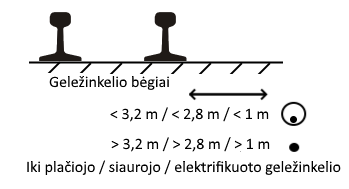 Geležinkelio bėgiai
< 3,2 m / < 2,8 m / < 1 m
> 3,2 m / > 2,8 m / > 1 m
Iki plačiojo / siaurojo / elektrifikuoto geležinkelio